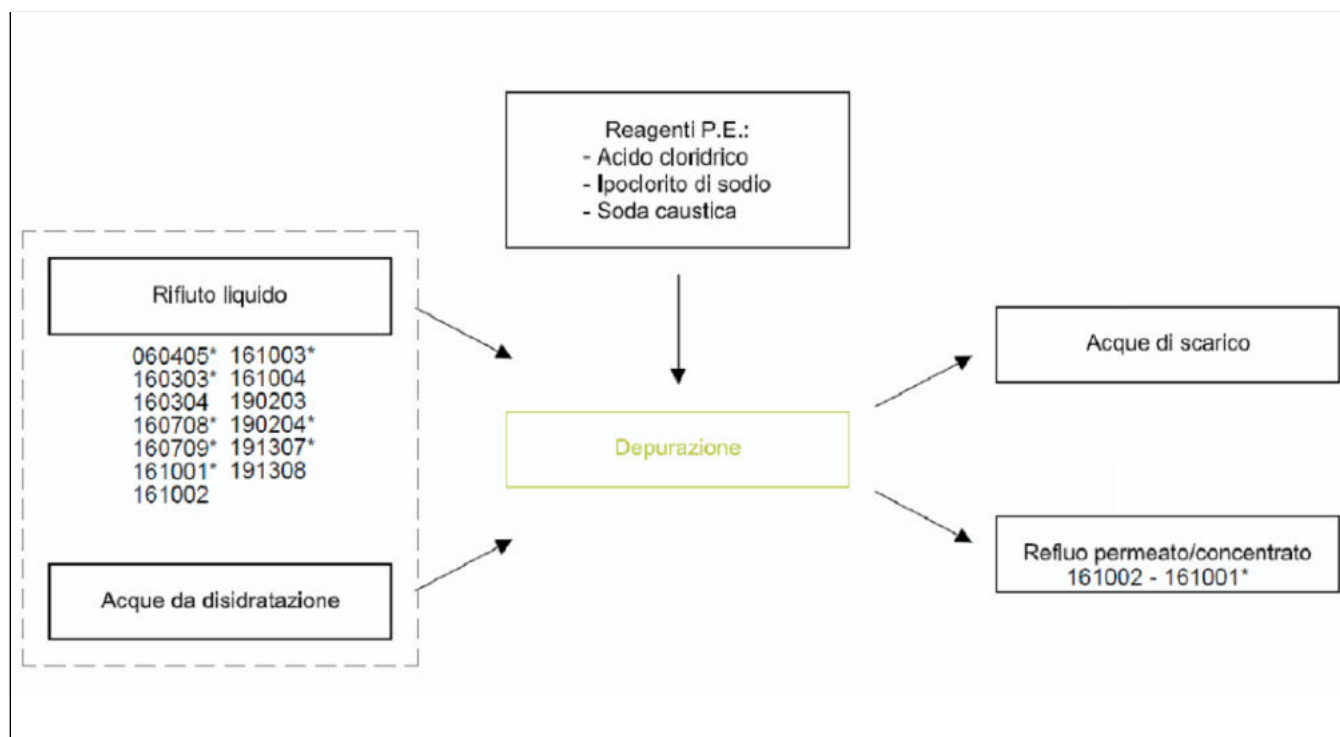 Reagenti P.E.:
- Acido cloridrico
- Ipoclorito di sodio
- Soda caustica
Rifiuto liquido
060405* 161003*
160303* 161004
160304 190203
160708* 190204*
160709* 191307*
161001* 191308
161002
Acque da disidratazione
Depurazione
Acque di scarico
Refluo permeato/concentrato
161002 - 161001*